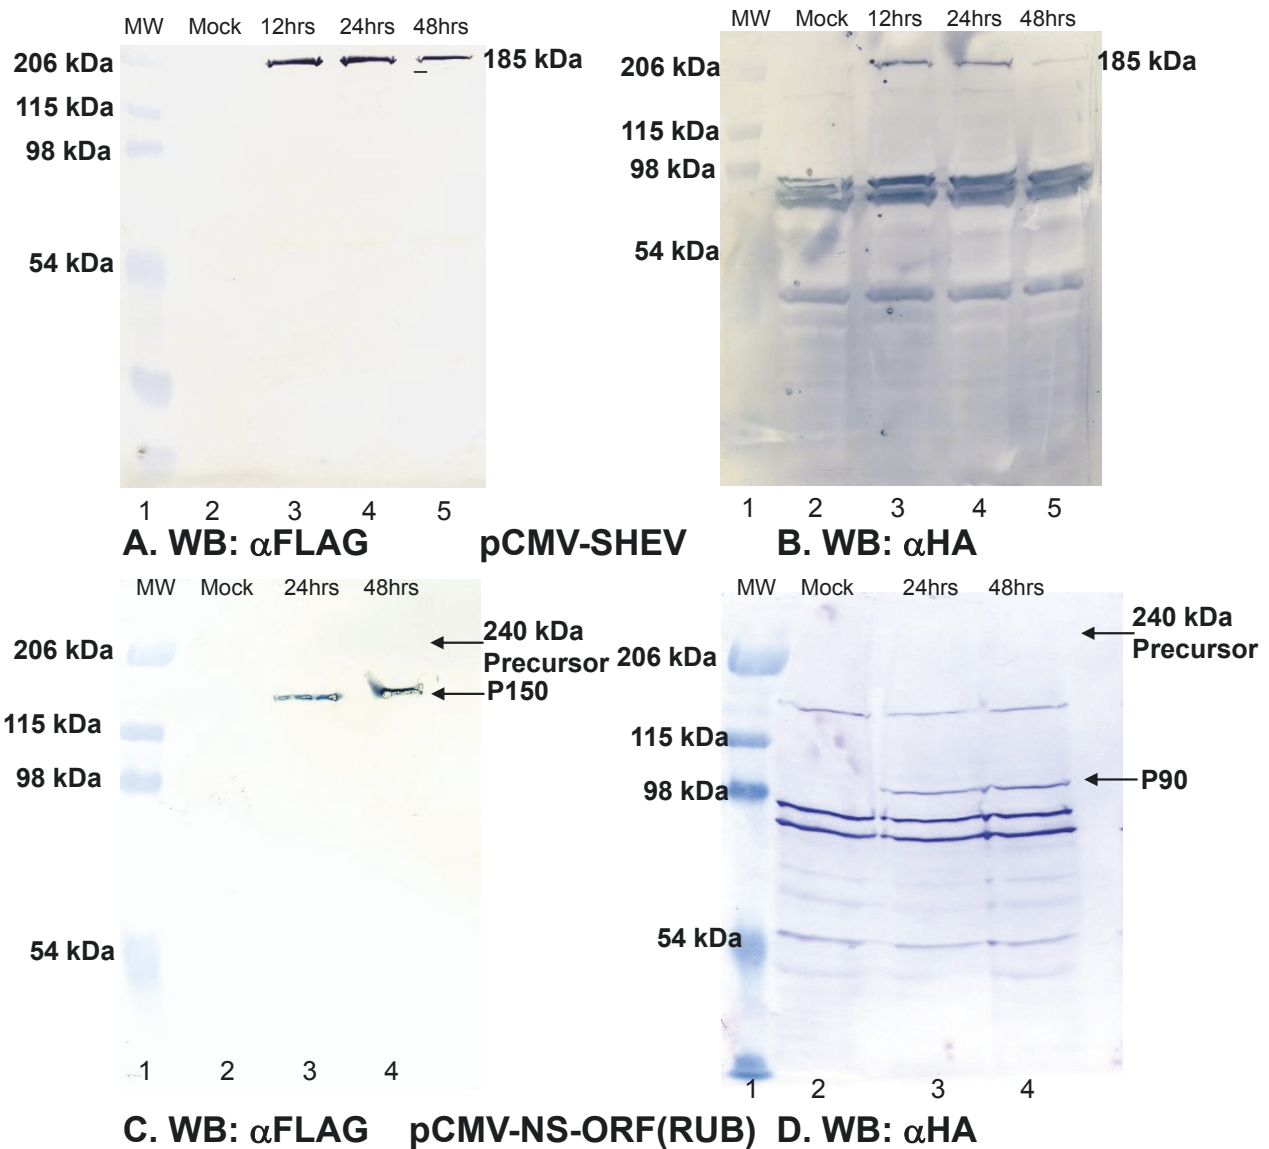 MW Mock 12hrs 24hrs 48hrs
206 kDa
115 kDa
98 kDa
54 kDa
185 kDa
1 2 3 4 5
A. WB: αFLAG
MW Mock 12hrs 24hrs 48hrs
206 kDa
115 kDa
98 kDa
54 kDa
185 kDa
1 2 3 4 5
pCMV-SHEV
B. WB: αHA
MW Mock 24hrs 48hrs
206 kDa
115 kDa
98 kDa
54 kDa
240 kDa
Precursor
P150
1 2 3 4
C. WB: αFLAG
MW Mock 24hrs 48hrs
206 kDa
115 kDa
98 kDa
54 kDa
240 kDa
Precursor
P90
1 2 3 4
pCMV-NS-ORF(RUB)
D. WB: αHA